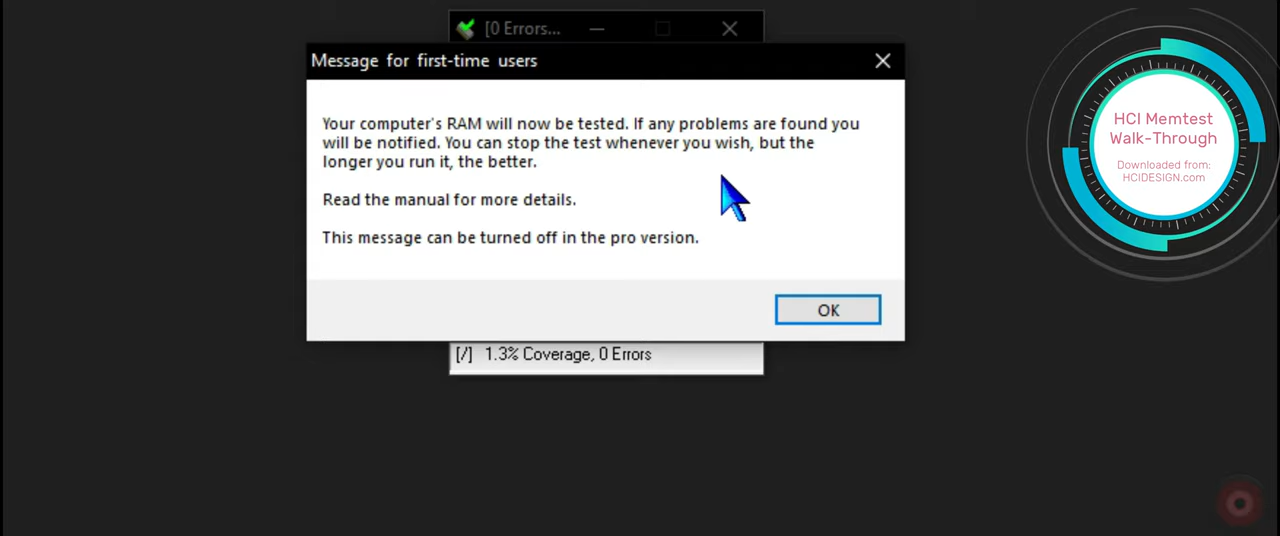 [0 Errors...
Message for first-time users
Your computer's RAM will now be tested. If any problems are found you
will be notified. You can stop the test whenever you wish, but the
longer you run it, the better.
Read the manual for more details.
This message can be turned off in the pro version.
OK
[/] 1.3% Coverage, 0 Errors
HCI Memtest
Walk-Through
Downloaded from:
HCIDESIGN.com